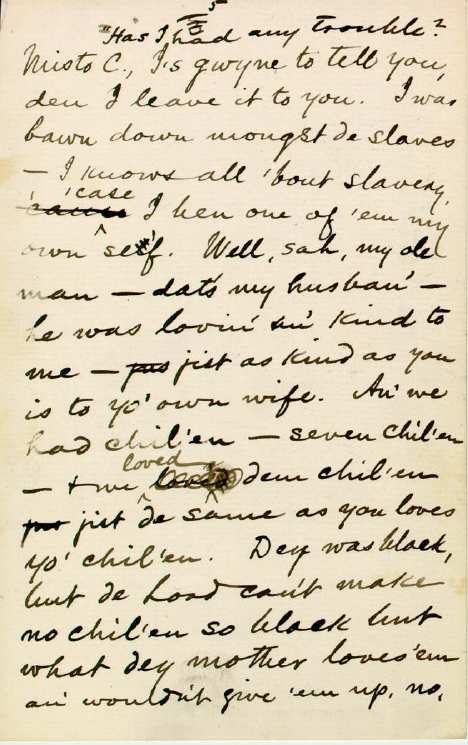 5
"Has I had any trouble?
Misto C., I's gwyne to tell you,
den I leave it to you. I was
bawn down mongst de slaves
— I knows all 'bout slavery,
'case
I ben one of 'em my
own se'f. Well, sah, my ole
man — dat's my husban' —
he was lovin' an' kind to
me — jist as kind as you
is to yo' own wife. An' we
had chil'en — seven chil'en
loved
— & we dem chil'en
jist de same as you loves
yo' chil'en. Dey was black,
but de Lord can't make
no chil'en so black but
what dey mother loves 'em
an' wouldn't give 'em up, no,